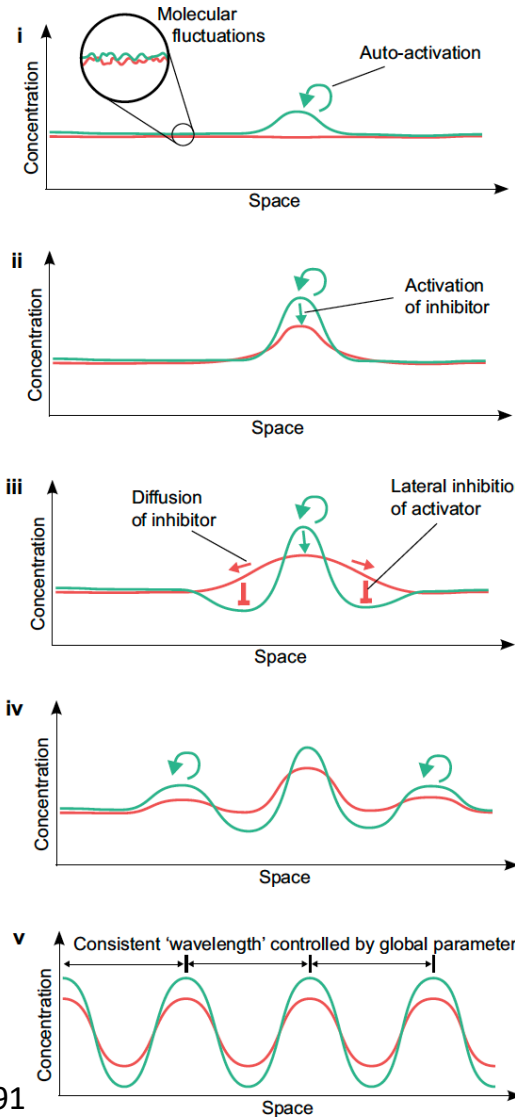 i
Molecular
fluctuations
Auto-activation
Concentration
Space
ii
Activation
of inhibitor
Concentration
Space
iii
Diffusion
of inhibitor
Lateral inhibitio
of activator
Concentration
Space
iv
Concentration
Space
v
Consistent ‘wavelength’ controlled by global parameter
Concentration
Space
91